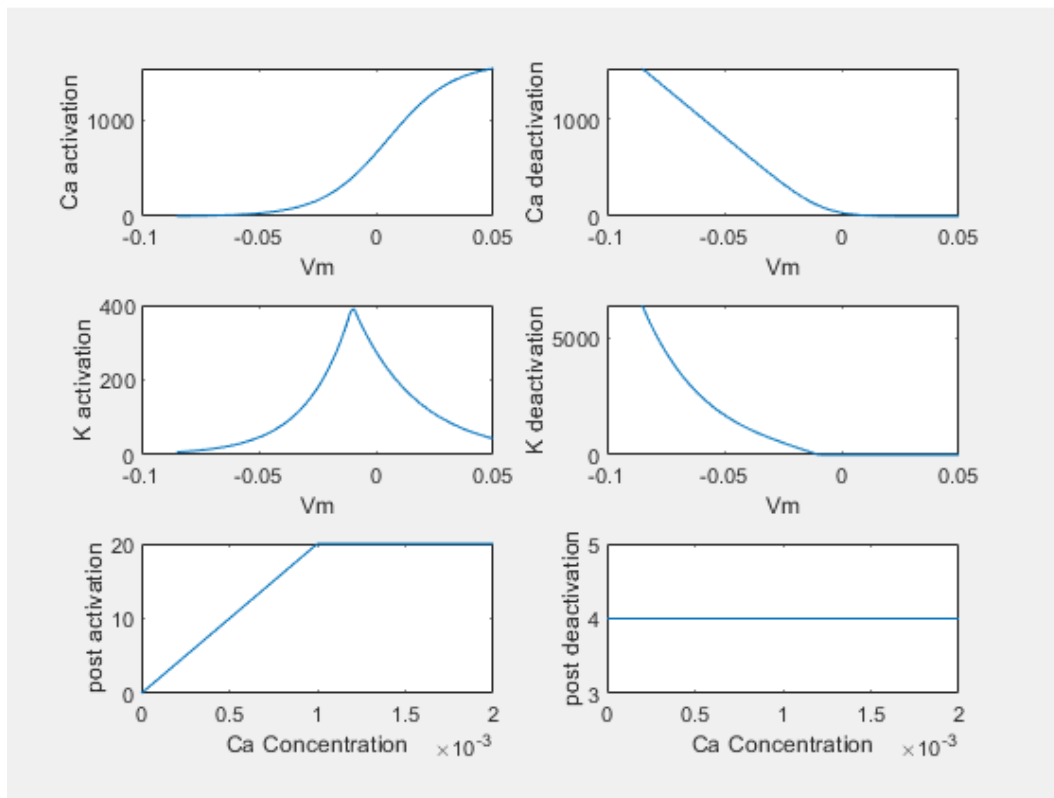 Ca activation
1000
0
-0.1 -0.05 0 0.05
Vm
Ca deactivation
1000
0
-0.1 -0.05 0 0.05
Vm
K activation
400
200
0
-0.1 -0.05 0 0.05
Vm
K deactivation
5000
0
-0.1 -0.05 0 0.05
Vm
post activation
20
10
0
0 0.5 1 1.5 2
Ca Concentration ×10⁻³
post deactivation
5
4
3
0 0.5 1 1.5 2
Ca Concentration ×10⁻³